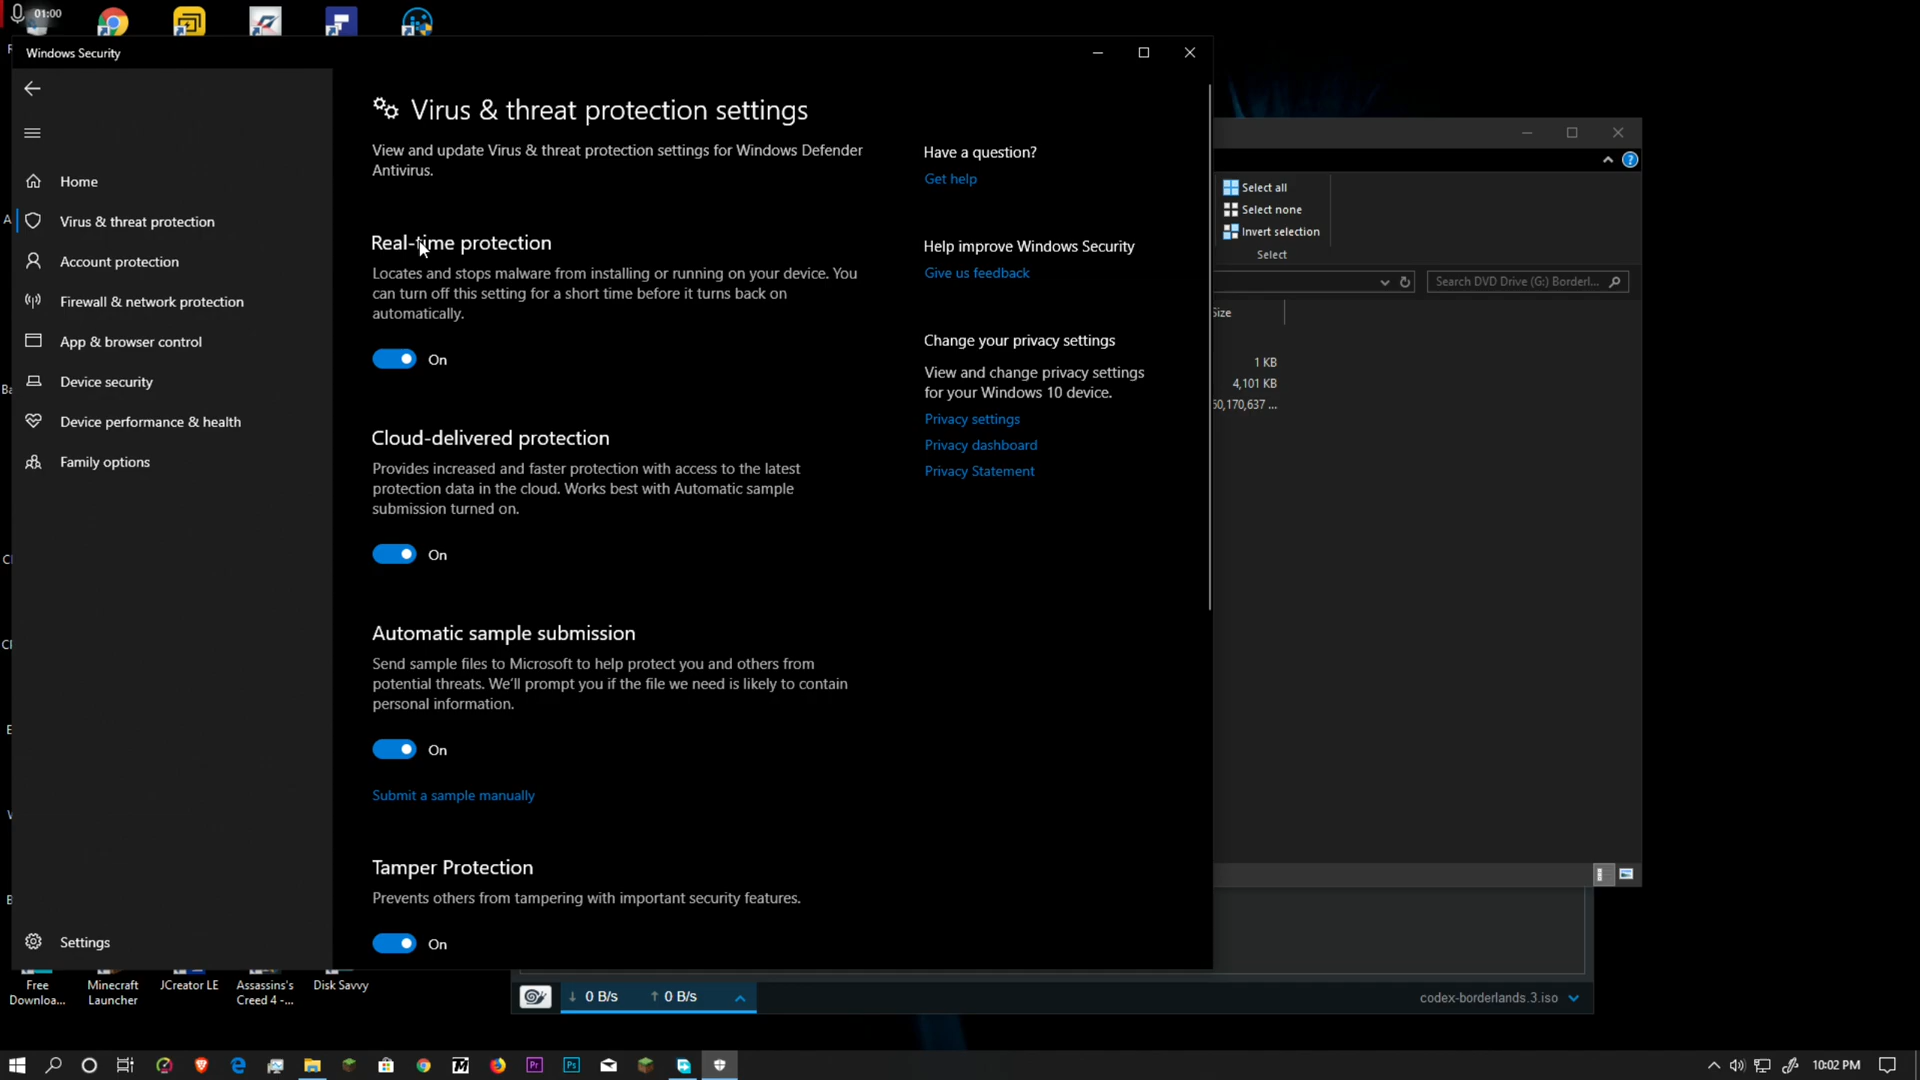 01:00
Windows Security
Home
Virus & threat protection
Account protection
Firewall & network protection
App & browser control
Device security
Device performance & health
Family options
Settings
Virus & threat protection settings
View and update Virus & threat protection settings for Windows Defender
Antivirus.
Real-time protection
Locates and stops malware from installing or running on your device. You
can turn off this setting for a short time before it turns back on
automatically.
On
Cloud-delivered protection
Provides increased and faster protection with access to the latest
protection data in the cloud. Works best with Automatic sample
submission turned on.
On
Automatic sample submission
Send sample files to Microsoft to help protect you and others from
potential threats. We'll prompt you if the file we need is likely to contain
personal information.
On
Submit a sample manually
Tamper Protection
Prevents others from tampering with important security features.
On
Have a question?
Get help
Help improve Windows Security
Give us feedback
Change your privacy settings
View and change privacy settings
for your Windows 10 device.
Privacy settings
Privacy dashboard
Privacy Statement
Select all
Select none
Invert selection
Select
Search DVD Drive (G:) Borderl...
Size
1 KB
4,101 KB
60,170,637 ...
Free
Downloa...
Minecraft
Launcher
JCreator LE
Assassin's
Creed 4 -...
Disk Savvy
↓ 0 B/s ↑ 0 B/s
codex-borderlands.3.iso
10:02 PM